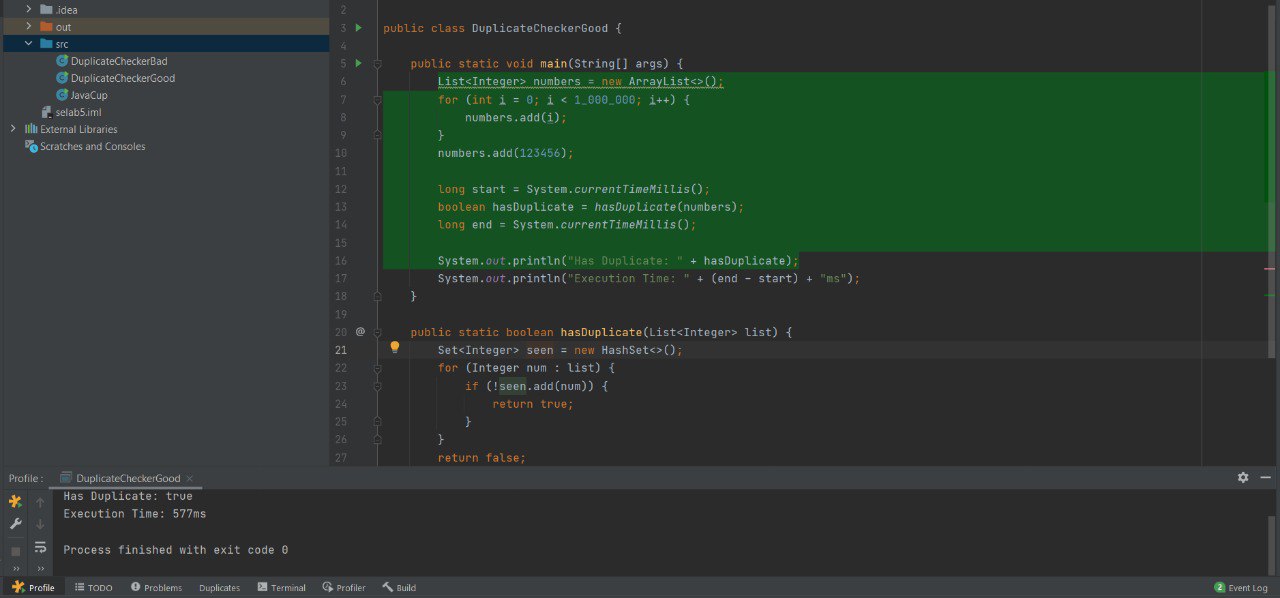 .idea
out
src
DuplicateCheckerBad
DuplicateCheckerGood
JavaCup
selab5.iml
External Libraries
Scratches and Consoles
2
3 public class DuplicateCheckerGood {
4
5 public static void main(String[] args) {
6 List<Integer> numbers = new ArrayList<>();
7 for (int i = 0; i < 1_000_000; i++) {
8 numbers.add(i);
9 }
10 numbers.add(123456);
11
12 long start = System.currentTimeMillis();
13 boolean hasDuplicate = hasDuplicate(numbers);
14 long end = System.currentTimeMillis();
15
16 System.out.println("Has Duplicate: " + hasDuplicate);
17 System.out.println("Execution Time: " + (end - start) + "ms");
18 }
19
20 @ public static boolean hasDuplicate(List<Integer> list) {
21 Set<Integer> seen = new HashSet<>();
22 for (Integer num : list) {
23 if (!seen.add(num)) {
24 return true;
25 }
26 }
27 return false;
Profile: DuplicateCheckerGood ×
Has Duplicate: true
Execution Time: 577ms
Process finished with exit code 0
Profile TODO Problems Duplicates Terminal Profiler Build 2 Event Log